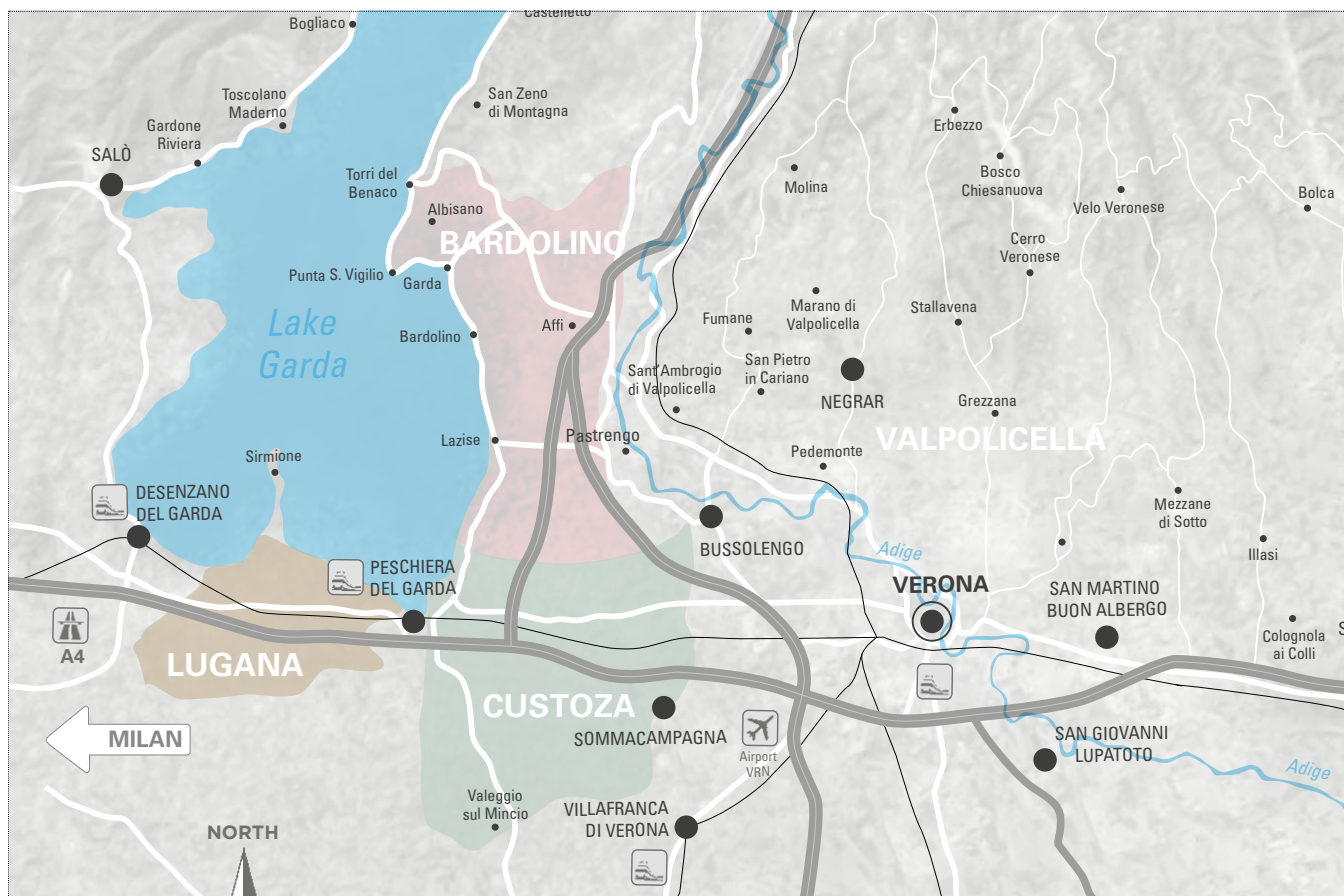 Bogliaco
Castelletto
Toscolano
Maderno
San Zeno
di Montagna
Gardone
Riviera
SALÒ
Erbezzo
Bosco
Chiesanuova
Molina
Torri del
Benaco
Albisano
BARDOLINO
Velo Veronese
Bolca
Cerro
Veronese
Punta S. Vigilio
Garda
Marano di
Valpolicella
Stallavena
Fumane
Lake
Garda
Bardolino
Affi
San Pietro
in Cariano
Sant'Ambrogio
di Valpolicella
NEGRAR
Grezzana
VALPOLICELLA
Lazise
Pastrengo
Pedemonte
Sirmione
DESENZANO
DEL GARDA
Mezzane
di Sotto
BUSSOLENGO
Adige
Illasi
PESCHIERA
DEL GARDA
VERONA
SAN MARTINO
BUON ALBERGO
A4
LUGANA
Colognola
ai Colli
S
CUSTOZA
SOMMACAMPAGNA
MILAN
Airport
VRN
SAN GIOVANNI
LUPATOTO
Adige
Valeggio
sul Mincio
VILLAFRANCA
DI VERONA
NORTH